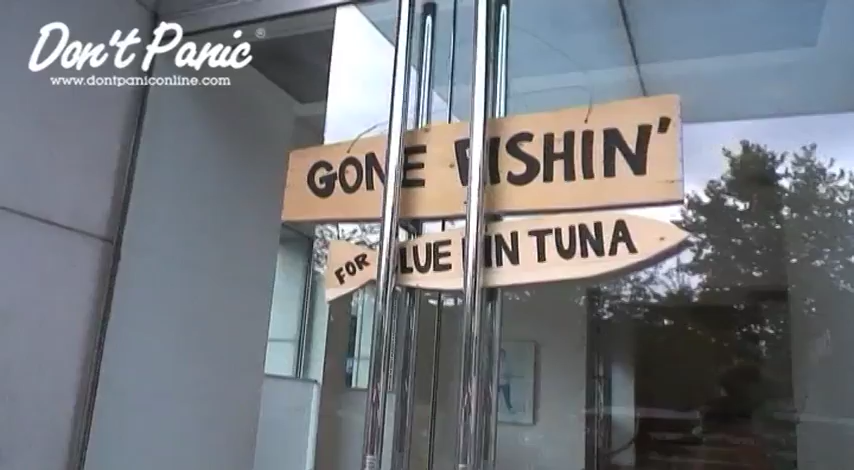 Don't Panic®
www.dontpaniconline.com
GONE FISHIN'
FOR BLUE FIN TUNA